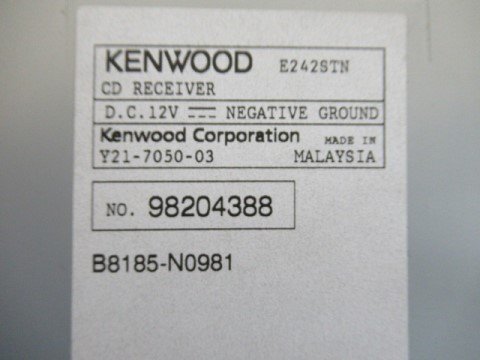 KENWOOD E242STN
CD RECEIVER
D.C.12V ⎓ NEGATIVE GROUND
Kenwood Corporation MADE IN
Y21-7050-03 MALAYSIA
NO. 98204388
B8185-N0981